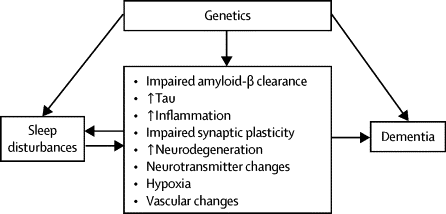 Genetics
• Impaired amyloid-β clearance
• ↑Tau
• ↑Inflammation
• Impaired synaptic plasticity
• ↑Neurodegeneration
• Neurotransmitter changes
• Hypoxia
• Vascular changes
Sleep
disturbances
Dementia